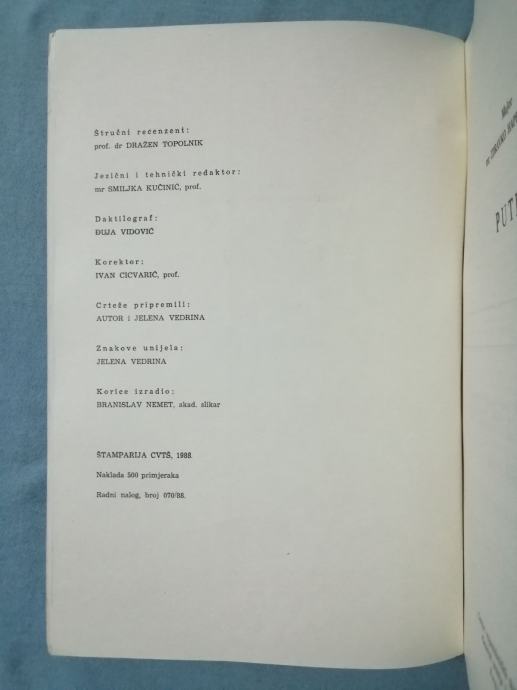 Stručni recenzent:
prof. dr DRAŽEN TOPOLNIK
Jezični i tehnički redaktor:
mr SMILJKA KUČINIĆ, prof.
Daktilograf:
ĐUJA VIDOVIĆ
Korektor:
IVAN CICVARIĆ, prof.
Crteže pripremili:
AUTOR i JELENA VEDRINA
Znakove unijela:
JELENA VEDRINA
Korice izradio:
BRANISLAV NEMET, akad. slikar
ŠTAMPARIJA CVTŠ, 1988.
Naklada 500 primjeraka
Radni nalog, broj 070/88.